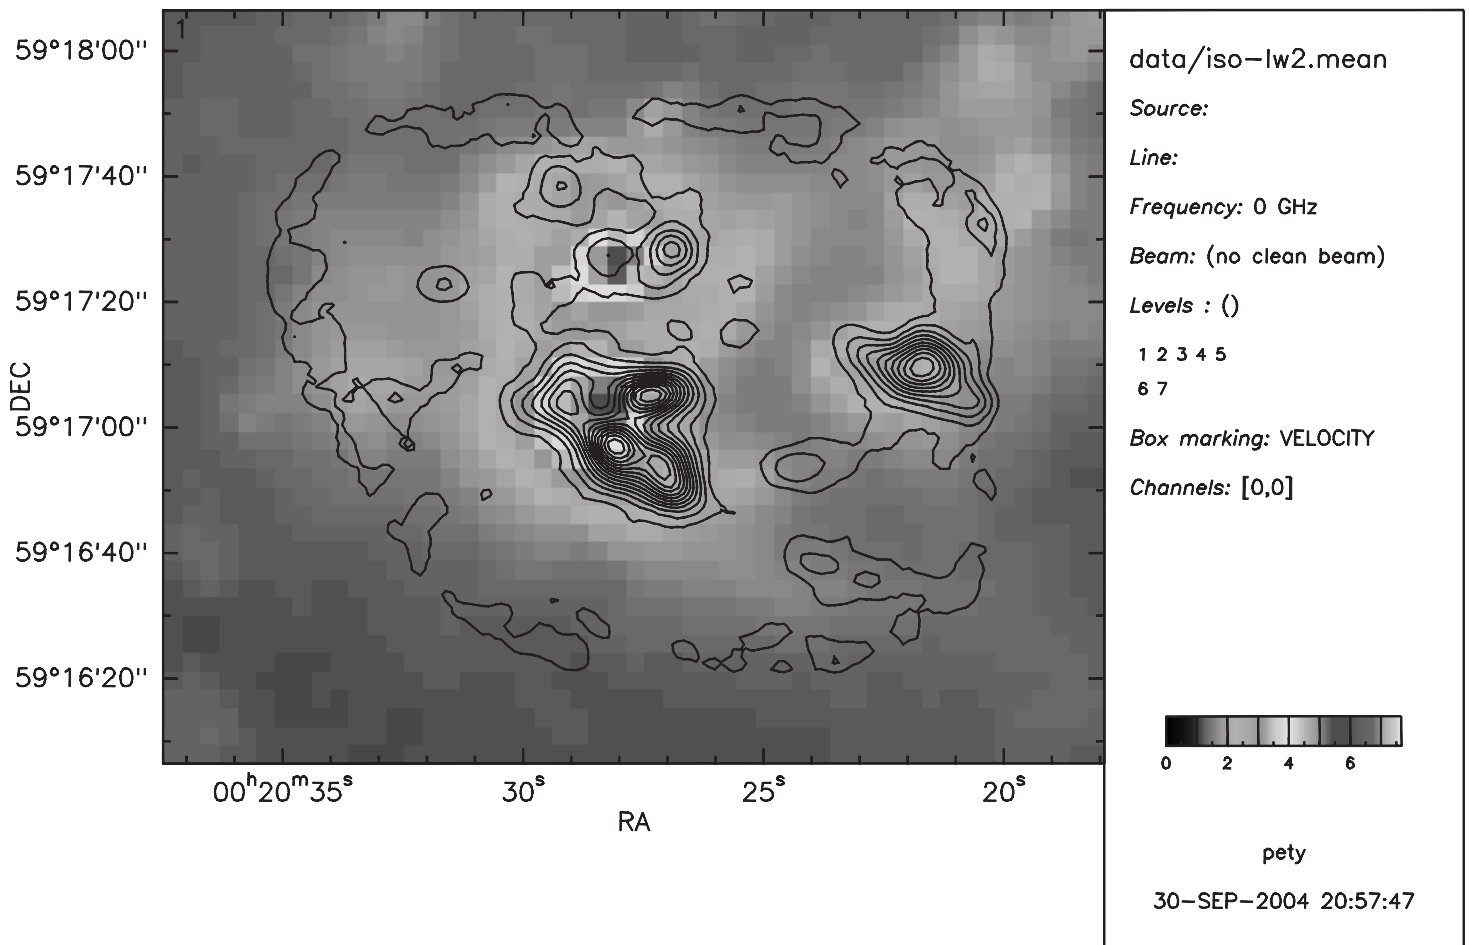 1
59°18'00"
59°17'40"
59°17'20"
59°17'00"
59°16'40"
59°16'20"
DEC
00h20m35s 30s 25s 20s
RA
data/iso-lw2.mean
Source:
Line:
Frequency: 0 GHz
Beam: (no clean beam)
Levels : ()
1 2 3 4 5
6 7
Box marking: VELOCITY
Channels: [0,0]
0 2 4 6
pety
30-SEP-2004 20:57:47